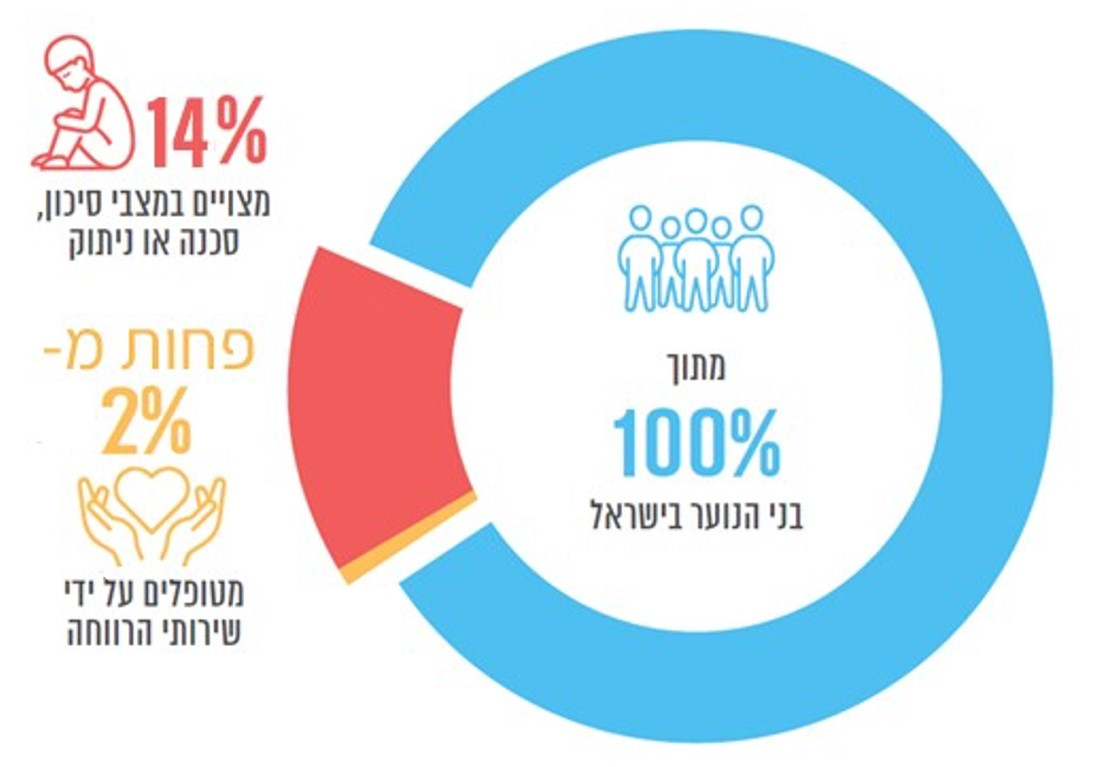 14%
מצויים במצבי סיכון,
סכנה או ניתוק
פחות מ-
2%
מטופלים על ידי
שירותי הרווחה
מתוך
100%
בני הנוער בישראל